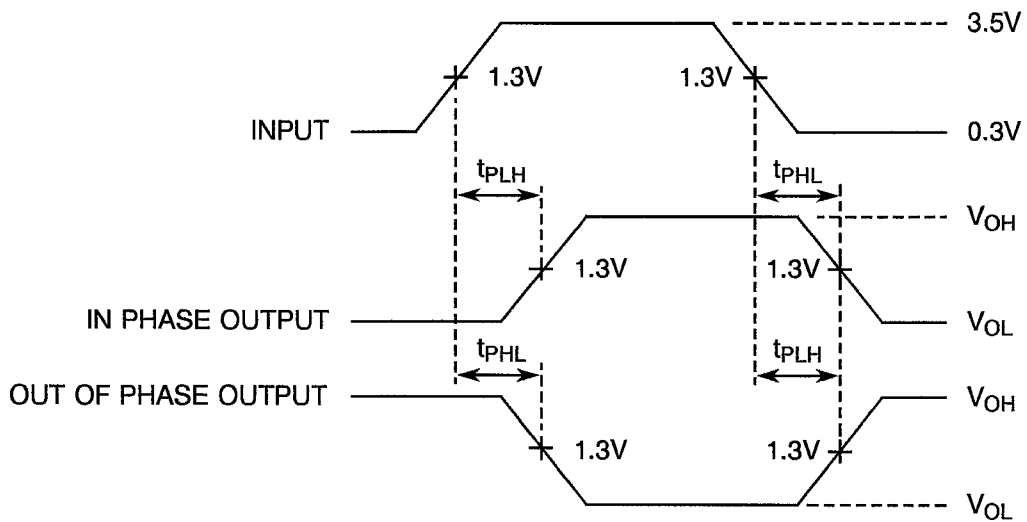 3.5V
1.3V 1.3V
INPUT 0.3V
tPLH tPHL
VOH
1.3V 1.3V
IN PHASE OUTPUT VOL
tPHL tPLH
OUT OF PHASE OUTPUT VOH
1.3V 1.3V
VOL